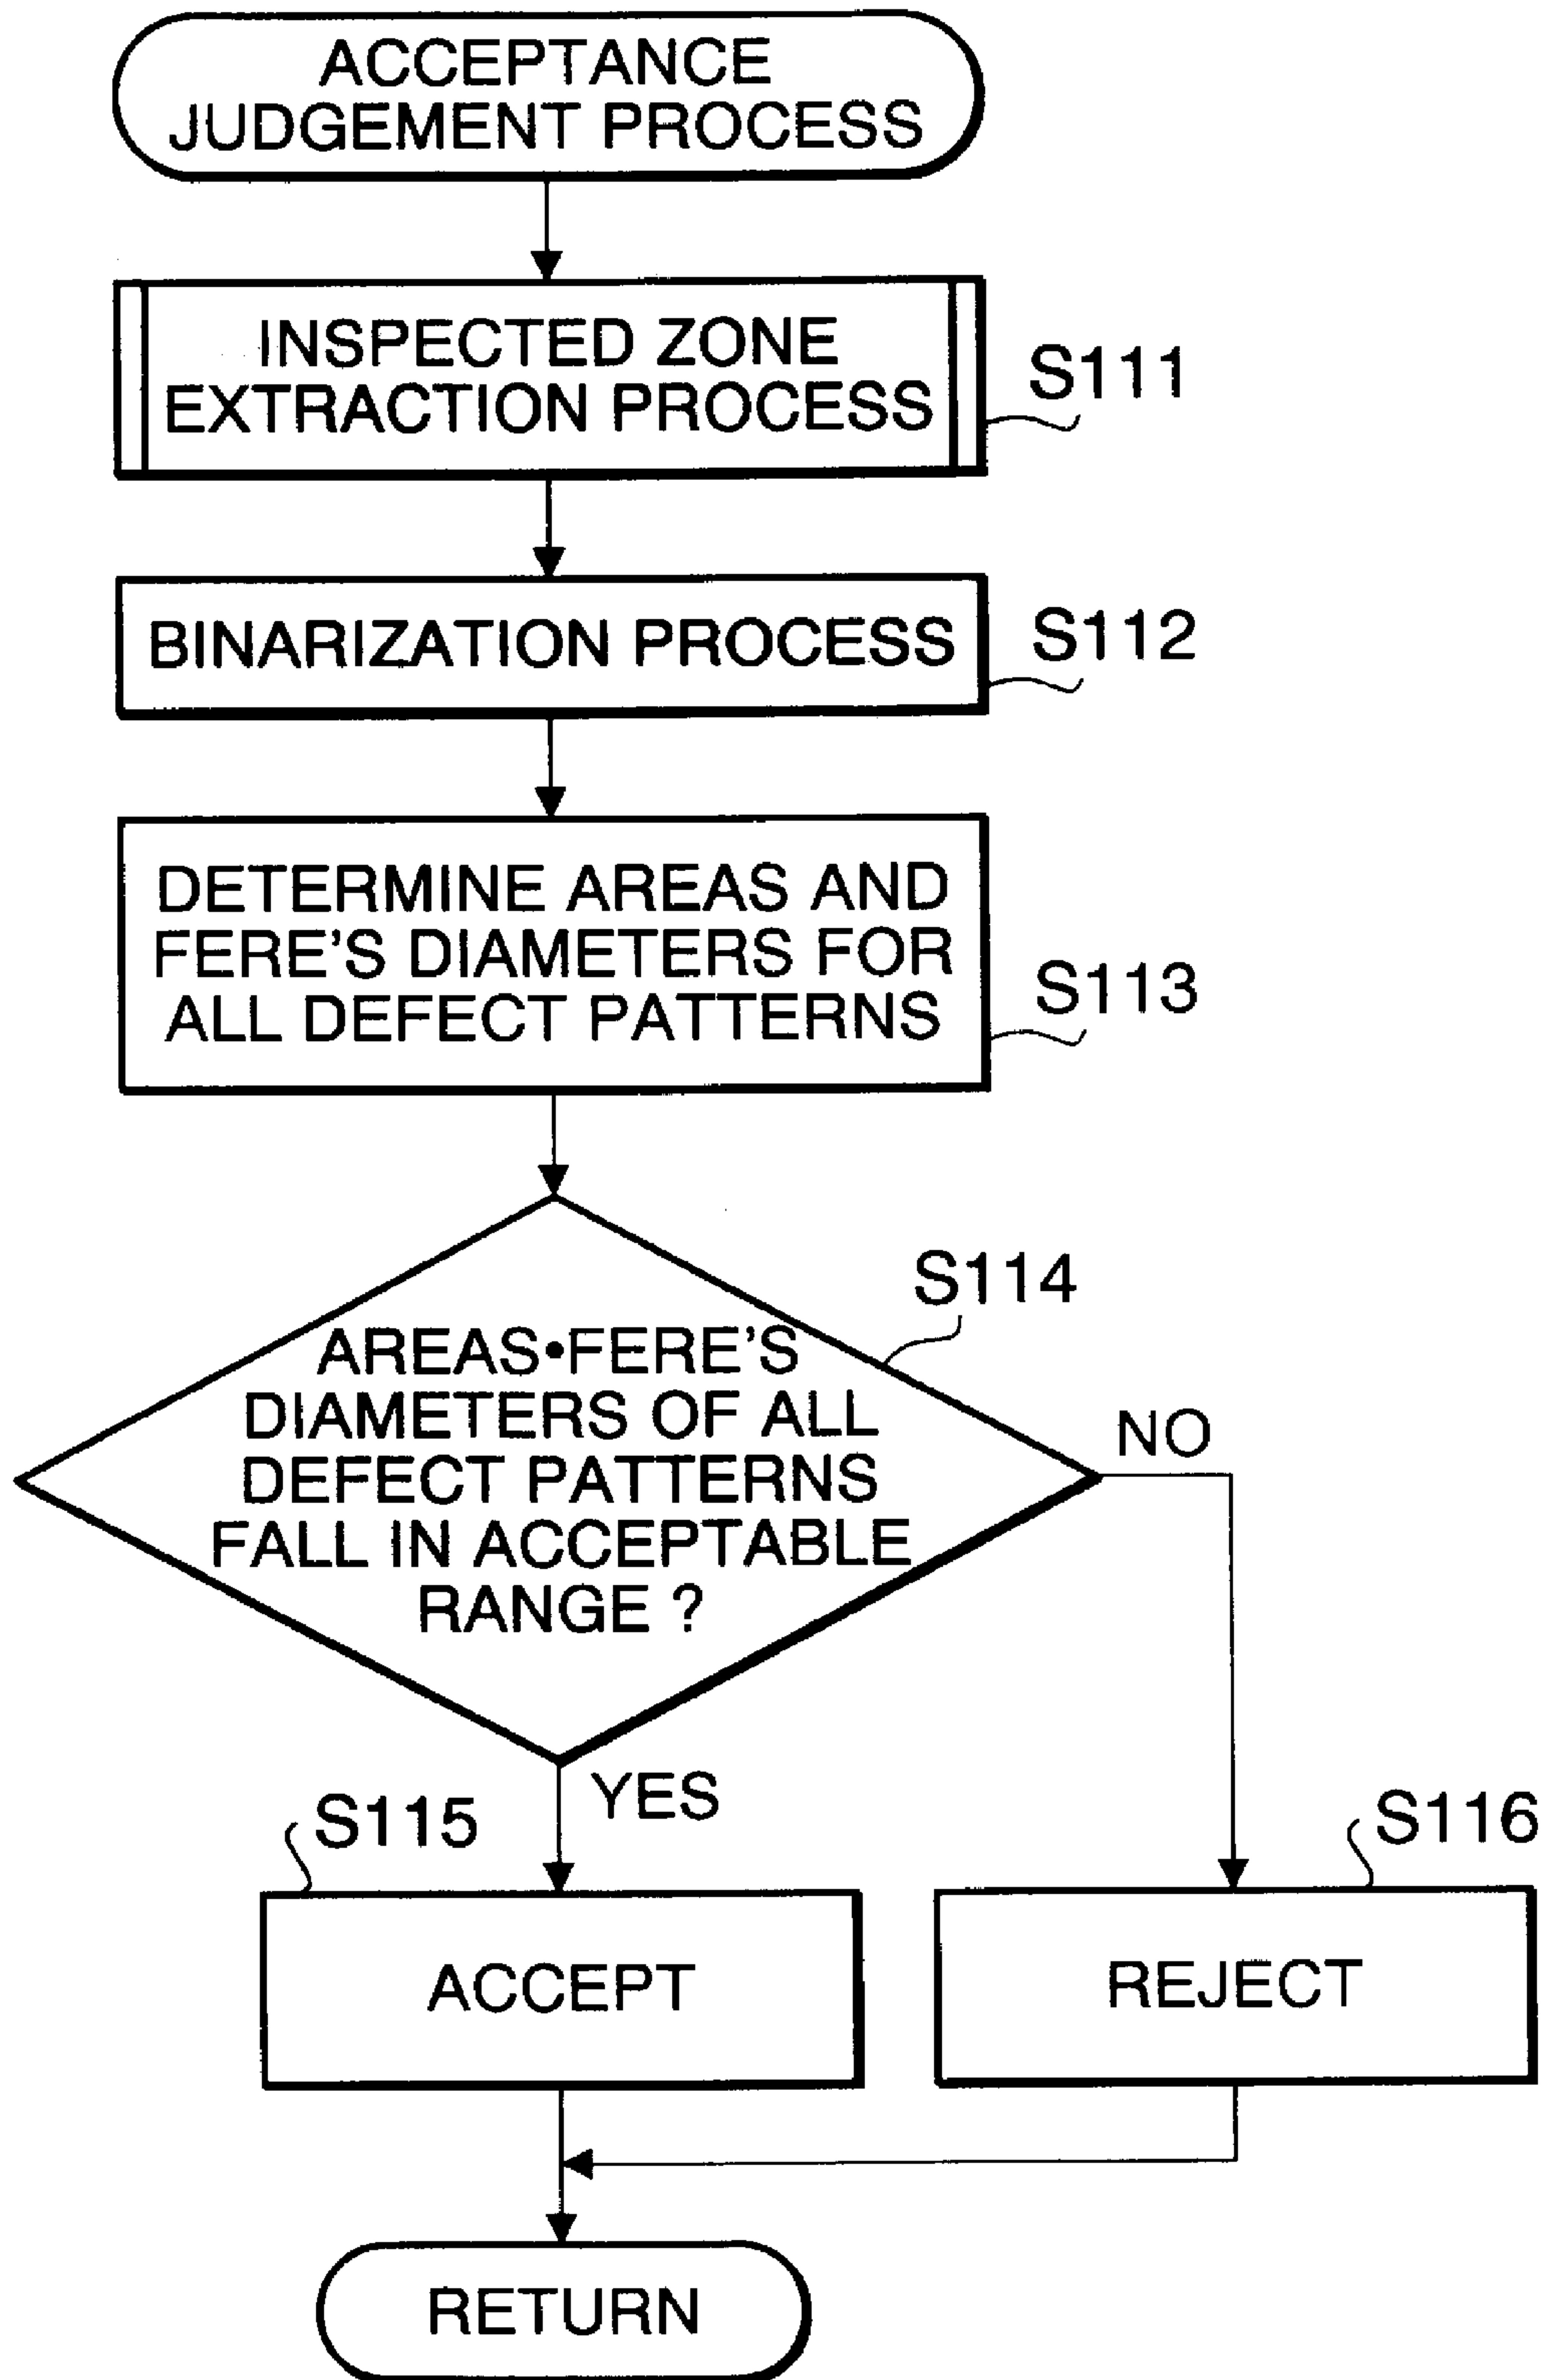 ACCEPTANCE
JUDGEMENT PROCESS
INSPECTED ZONE
EXTRACTION PROCESS
S111
BINARIZATION PROCESS
S112
DETERMINE AREAS AND
FERE'S DIAMETERS FOR
ALL DEFECT PATTERNS
S113
S114
AREAS•FERE'S
DIAMETERS OF ALL
DEFECT PATTERNS
FALL IN ACCEPTABLE
RANGE ?
NO
YES
S115
S116
ACCEPT
REJECT
RETURN